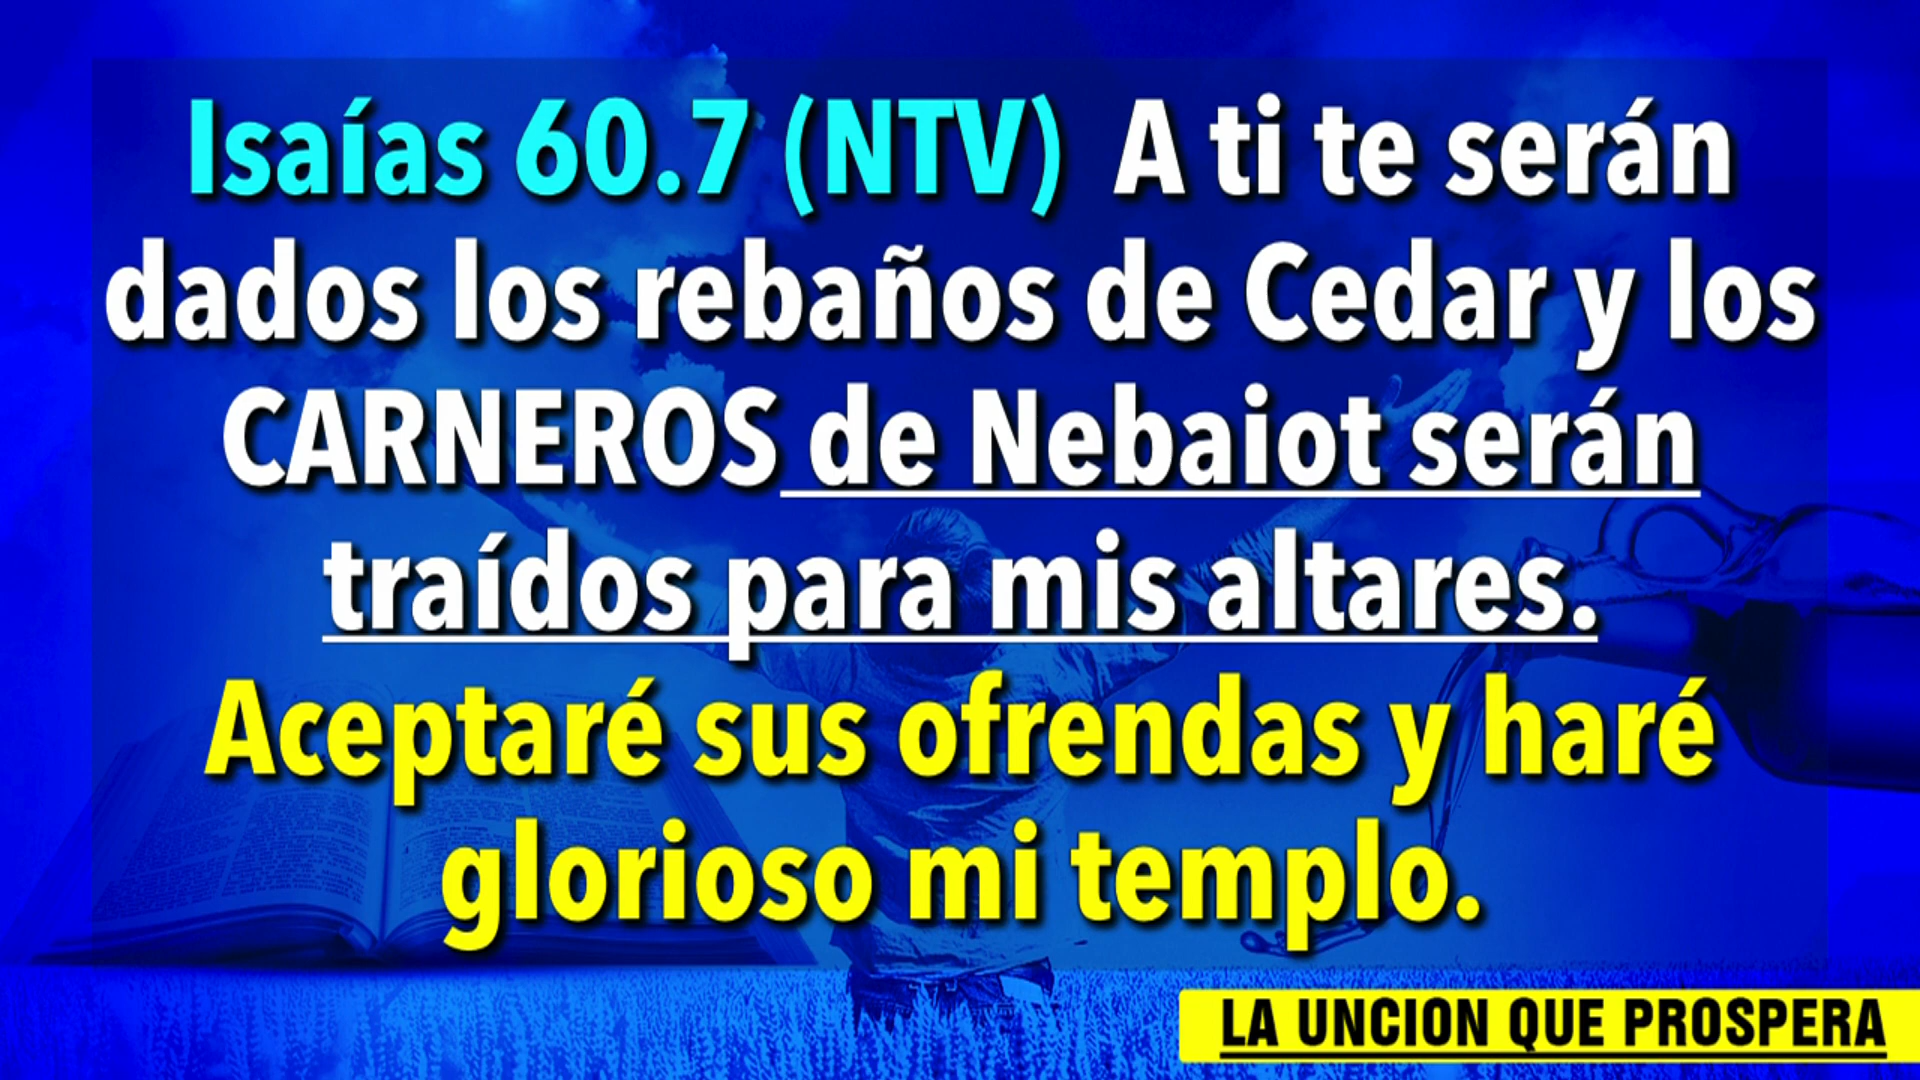 Isaías 60.7 (NTV) A ti te serán
dados los rebaños de Cedar y los
CARNEROS de Nebaiot serán
traídos para mis altares.
Aceptaré sus ofrendas y haré
glorioso mi templo.
LA UNCION QUE PROSPERA